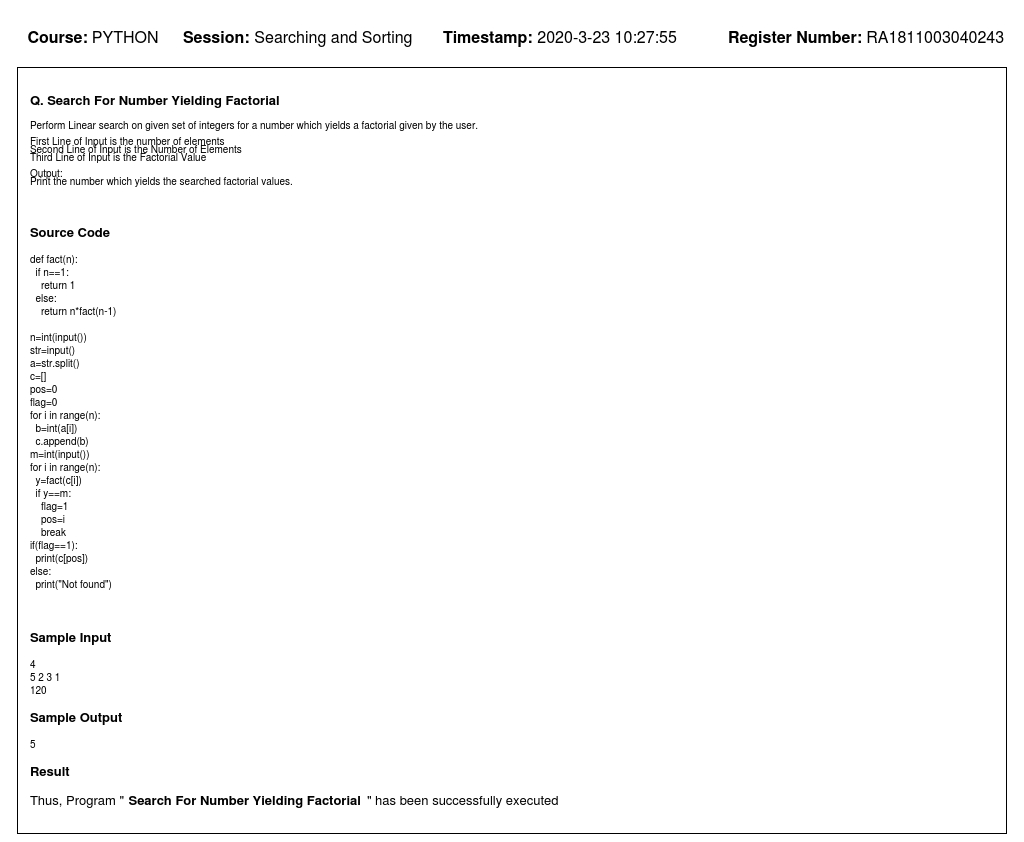 Course: PYTHON Session: Searching and Sorting Timestamp: 2020-3-23 10:27:55 Register Number: RA1811003040243
Q. Search For Number Yielding Factorial
Perform Linear search on given set of integers for a number which yields a factorial given by the user.
First Line of Input is the number of elements
Second Line of Input is the Number of Elements
Third Line of Input is the Factorial Value
Output:
Print the number which yields the searched factorial values.
Source Code
def fact(n):
  if n==1:
    return 1
  else:
    return n*fact(n-1)
n=int(input())
str=input()
a=str.split()
c=[]
pos=0
flag=0
for i in range(n):
  b=int(a[i])
  c.append(b)
m=int(input())
for i in range(n):
  y=fact(c[i])
  if y==m:
    flag=1
    pos=i
    break
if(flag==1):
  print(c[pos])
else:
  print("Not found")
Sample Input
4
5 2 3 1
120
Sample Output
5
Result
Thus, Program " Search For Number Yielding Factorial " has been successfully executed